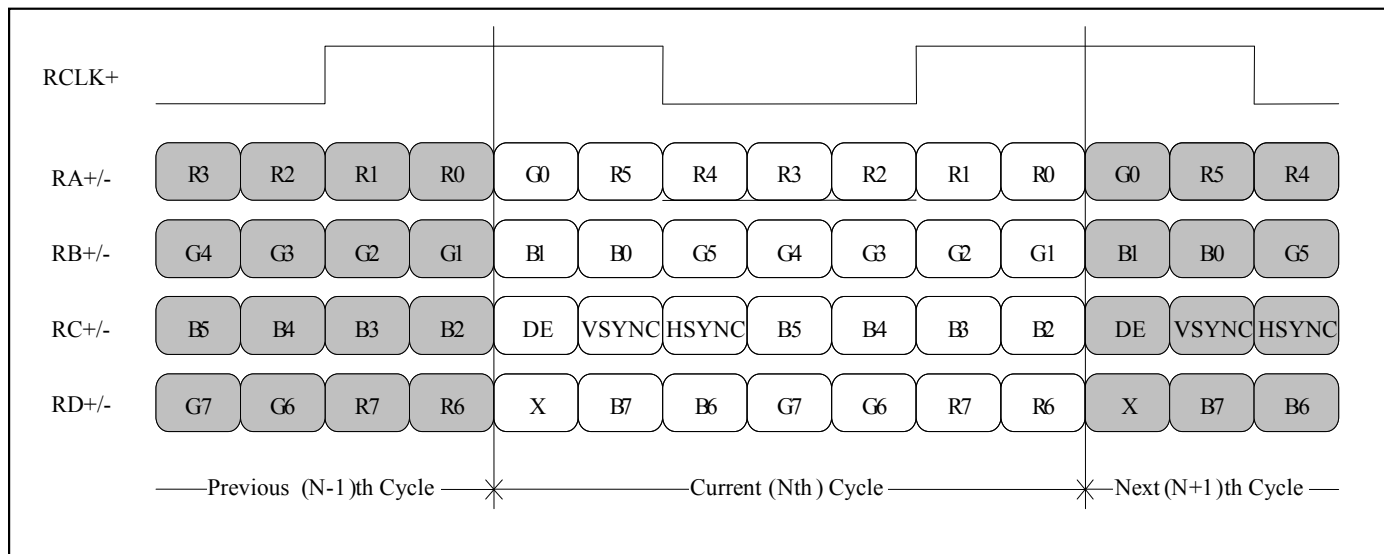 RCLK+
RA+/- R3 R2 R1 R0 G0 R5 R4 R3 R2 R1 R0 G0 R5 R4
RB+/- G4 G3 G2 G1 B1 B0 G5 G4 G3 G2 G1 B1 B0 G5
RC+/- B5 B4 B3 B2 DE VSYNC HSYNC B5 B4 B3 B2 DE VSYNC HSYNC
RD+/- G7 G6 R7 R6 X B7 B6 G7 G6 R7 R6 X B7 B6
Previous (N-1)th Cycle Current (Nth) Cycle Next (N+1)th Cycle